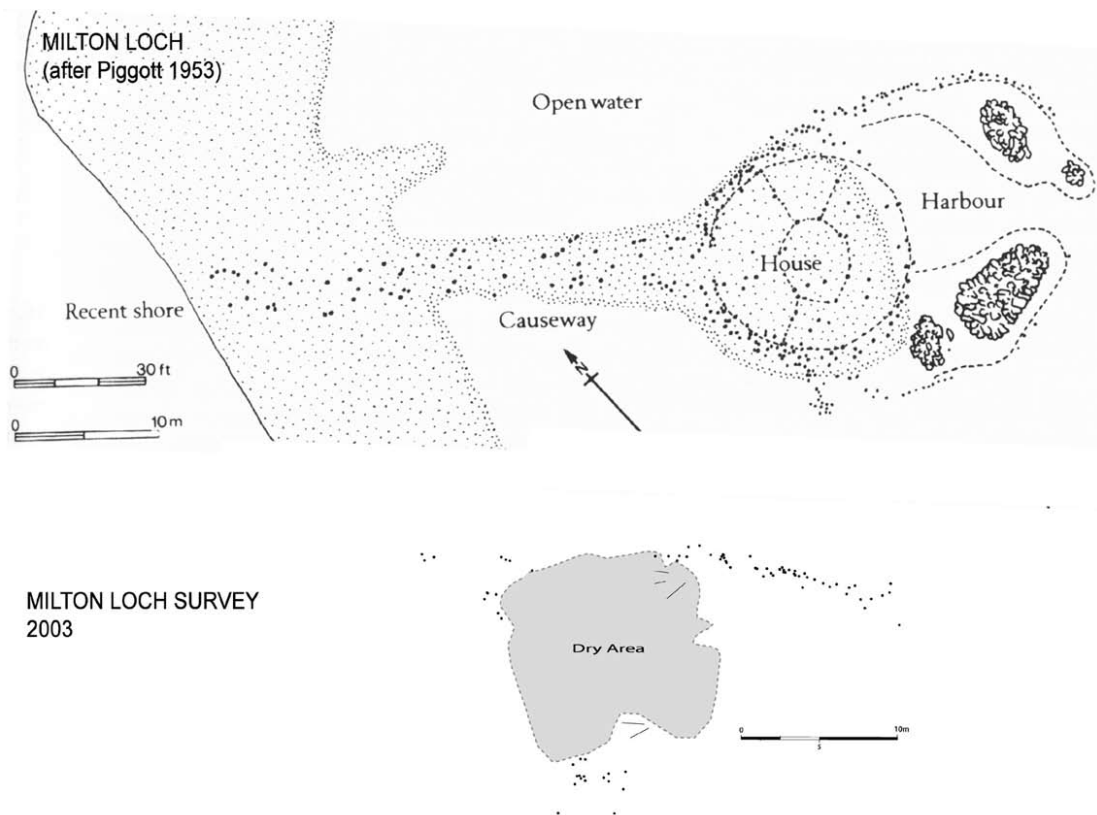 MILTON LOCH
(after Piggott 1953)
Open water
Harbour
House
Recent shore
Causeway
N
0 30 ft
0 10 m
MILTON LOCH SURVEY
2003
Dry Area
0 10m
5